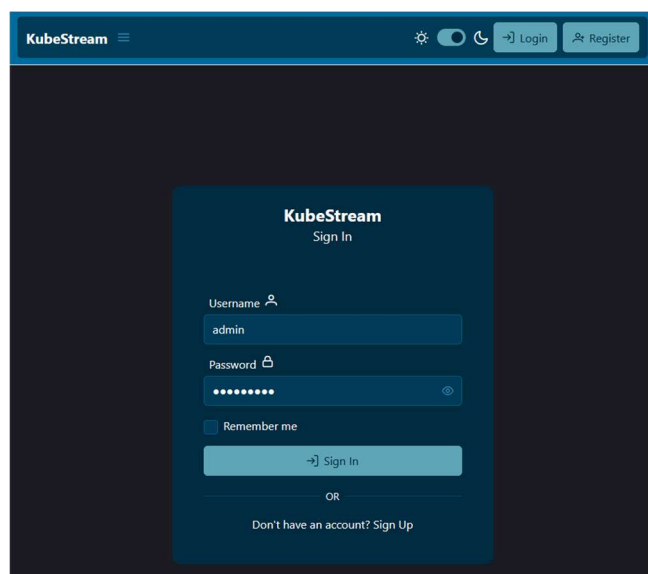 KubeStream
Login
Register
KubeStream
Sign In
Username
admin
Password
Remember me
Sign In
OR
Don't have an account? Sign Up